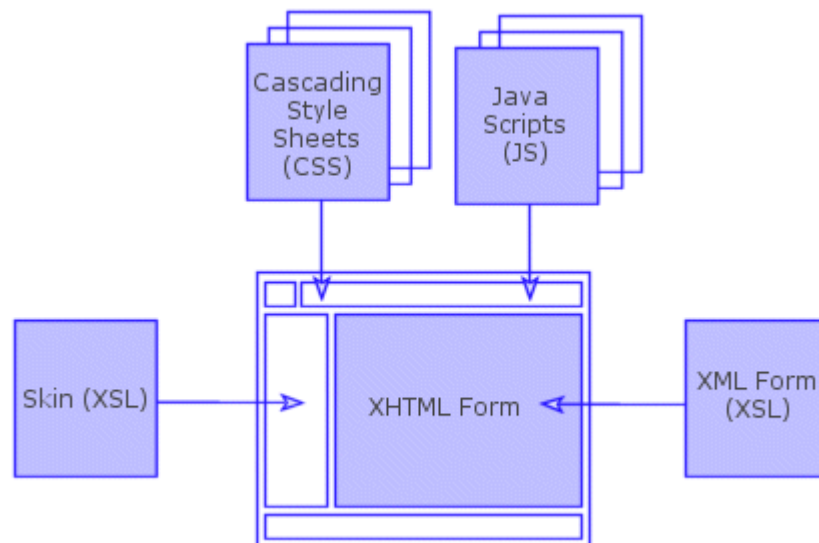 Cascading
Style
Sheets
(CSS)
Java
Scripts
(JS)
Skin (XSL)
XHTML Form
XML Form
(XSL)